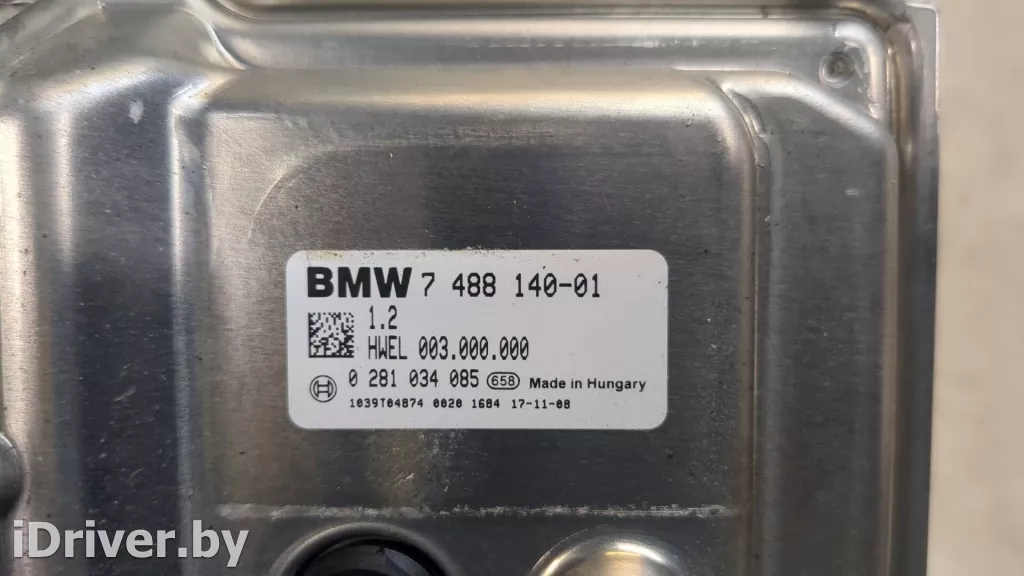 BMW 7 488 140-01
1.2
HWEL 003.000.000
0 281 034 085 658 Made in Hungary
1039T04874 0020 1684 17-11-08
iDriver.by